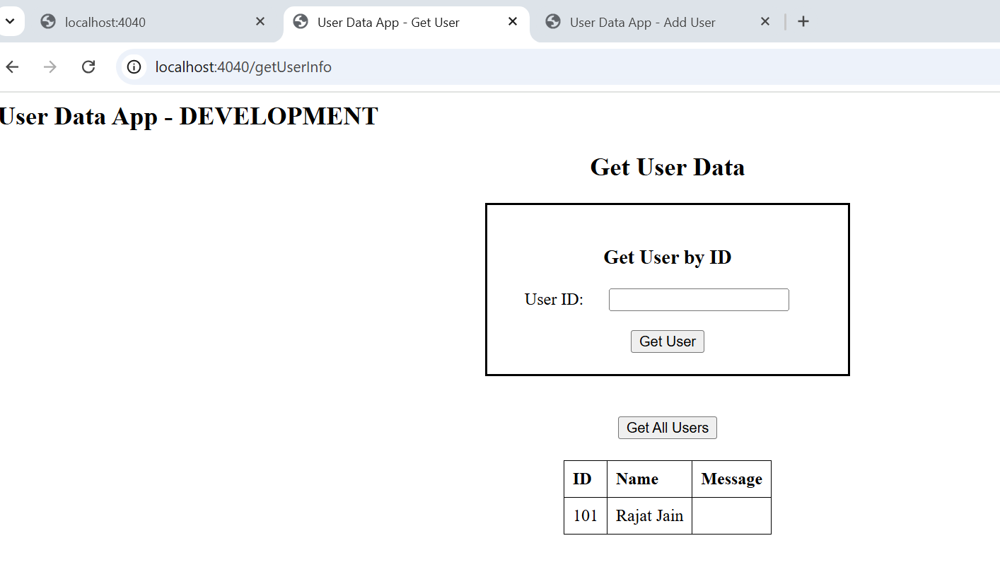 localhost:4040 User Data App - Get User User Data App - Add User
localhost:4040/getUserInfo
User Data App - DEVELOPMENT
Get User Data
Get User by ID
User ID:
Get User
Get All Users
ID Name Message
101 Rajat Jain